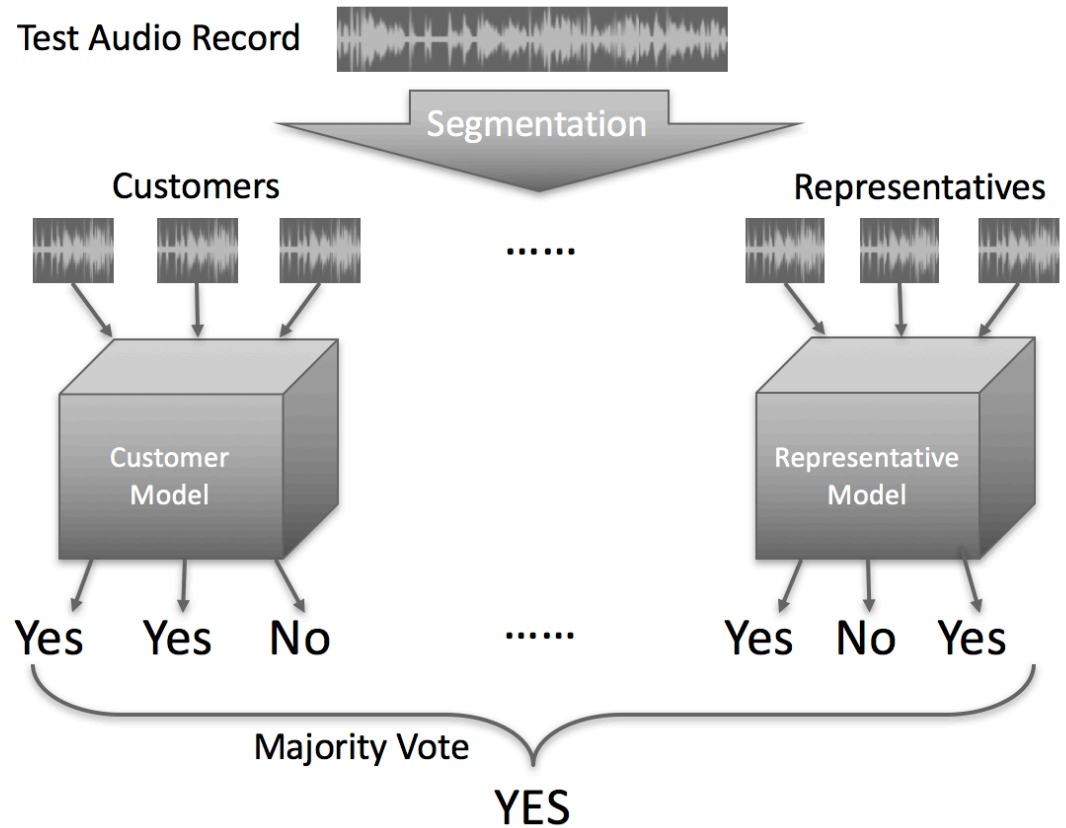 Test Audio Record
Segmentation
Customers
Representatives
......
Customer
Model
Representative
Model
Yes Yes No ...... Yes No Yes
Majority Vote
YES